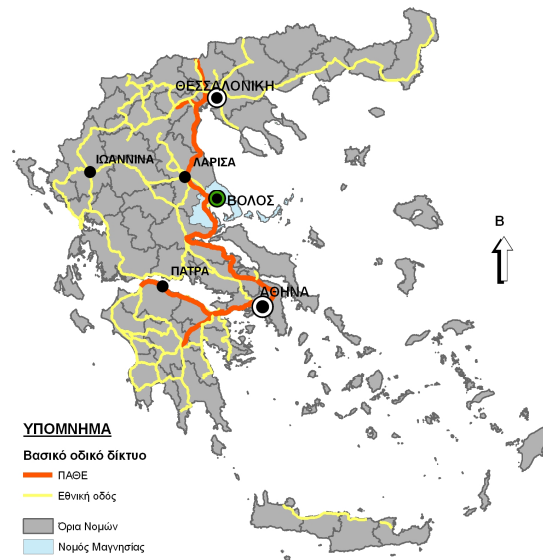 ΘΕΣΣΑΛΟΝΙΚΗ
ΙΩΑΝΝΙΝΑ
ΛΑΡΙΣΑ
ΒΟΛΟΣ
Β
ΠΑΤΡΑ
ΑΘΗΝΑ
ΥΠΟΜΝΗΜΑ
Βασικό οδικό δίκτυο
ΠΑΘΕ
Εθνική οδός
Όρια Νομών
Νομός Μαγνησίας